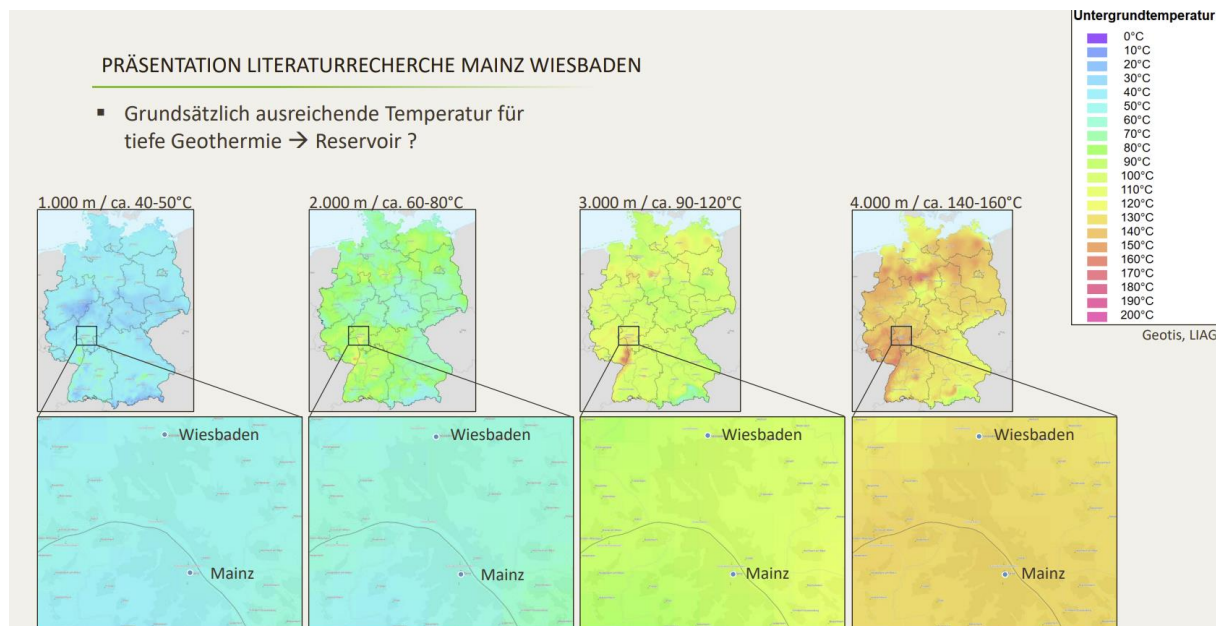 PRÄSENTATION LITERATURRECHERCHE MAINZ WIESBADEN
▪ Grundsätzlich ausreichende Temperatur für
tiefe Geothermie → Reservoir ?
Untergrundtemperatur
0°C
10°C
20°C
30°C
40°C
50°C
60°C
70°C
80°C
90°C
100°C
110°C
120°C
130°C
140°C
150°C
160°C
170°C
180°C
190°C
200°C
Geotis, LIAG
1.000 m / ca. 40-50°C
2.000 m / ca. 60-80°C
3.000 m / ca. 90-120°C
4.000 m / ca. 140-160°C
Wiesbaden
Wiesbaden
Wiesbaden
Wiesbaden
Mainz
Mainz
Mainz
Mainz